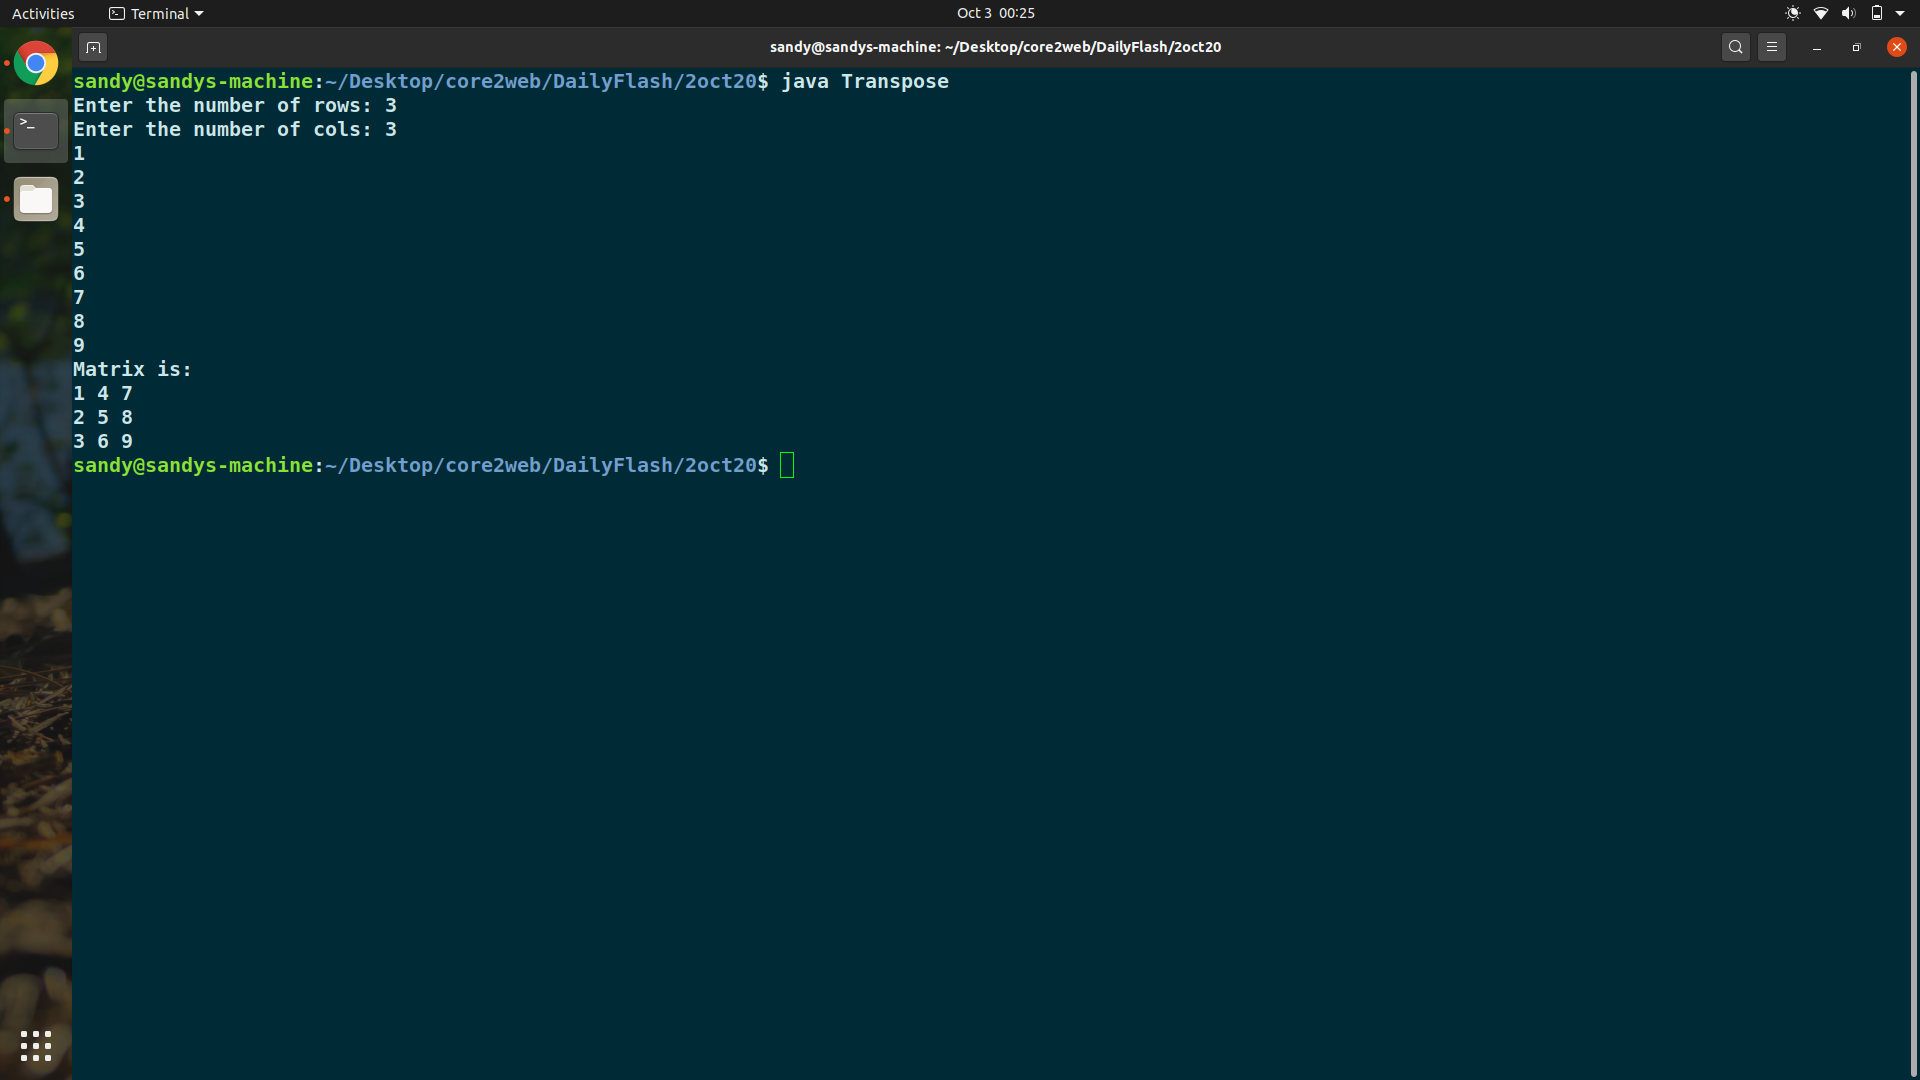 Activities
Terminal
Oct 3 00:25
sandy@sandys-machine: ~/Desktop/core2web/DailyFlash/2oct20
sandy@sandys-machine:~/Desktop/core2web/DailyFlash/2oct20$ java Transpose
Enter the number of rows: 3
Enter the number of cols: 3
1
2
3
4
5
6
7
8
9
Matrix is:
1 4 7
2 5 8
3 6 9
sandy@sandys-machine:~/Desktop/core2web/DailyFlash/2oct20$